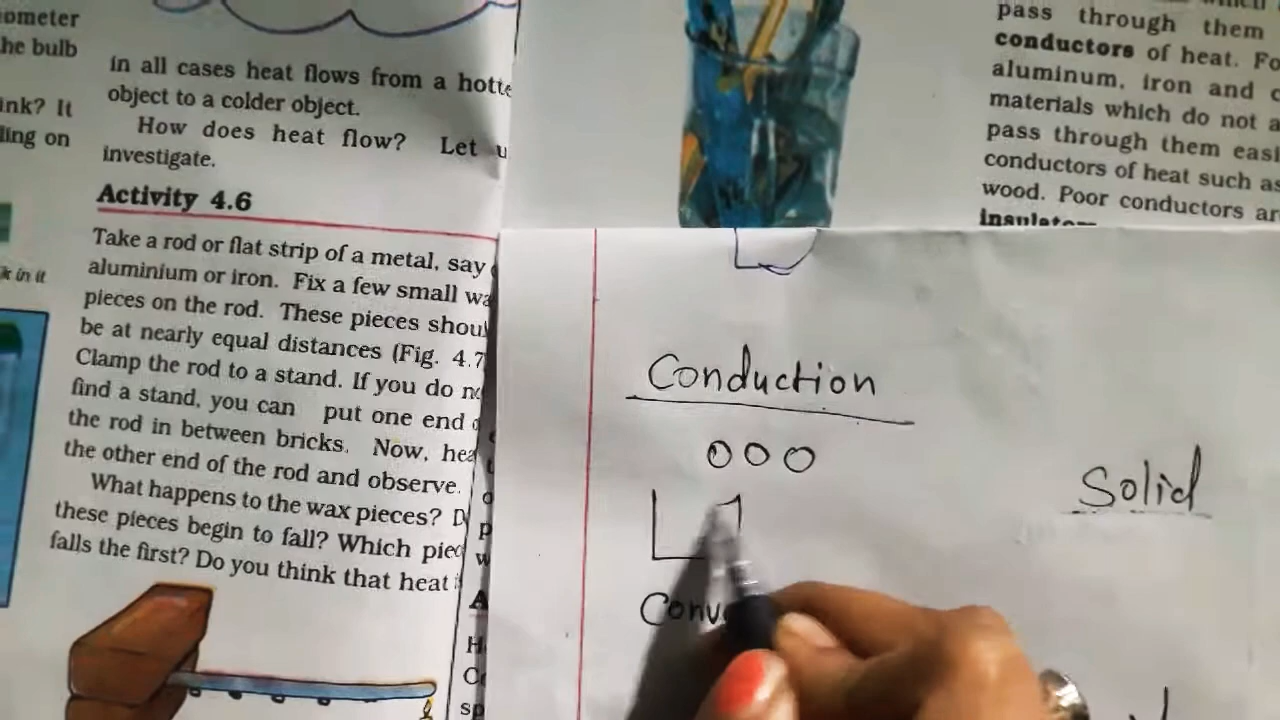 ometer
he bulb
ink? It
ling on
k in it
in all cases heat flows from a hotte
object to a colder object.
How does heat flow? Let u
investigate.
Activity 4.6
Take a rod or flat strip of a metal, say
aluminium or iron. Fix a few small wa
pieces on the rod. These pieces shoul
be at nearly equal distances (Fig. 4.7
Clamp the rod to a stand. If you do no
find a stand, you can put one end o
the rod in between bricks. Now, hea
the other end of the rod and observe.
What happens to the wax pieces? D
these pieces begin to fall? Which piec
falls the first? Do you think that heat i
pass through them
conductors of heat. Fo
aluminum, iron and c
materials which do not a
pass through them easi
conductors of heat such as
wood. Poor conductors ar
insulato
Conduction
Solid
Conv